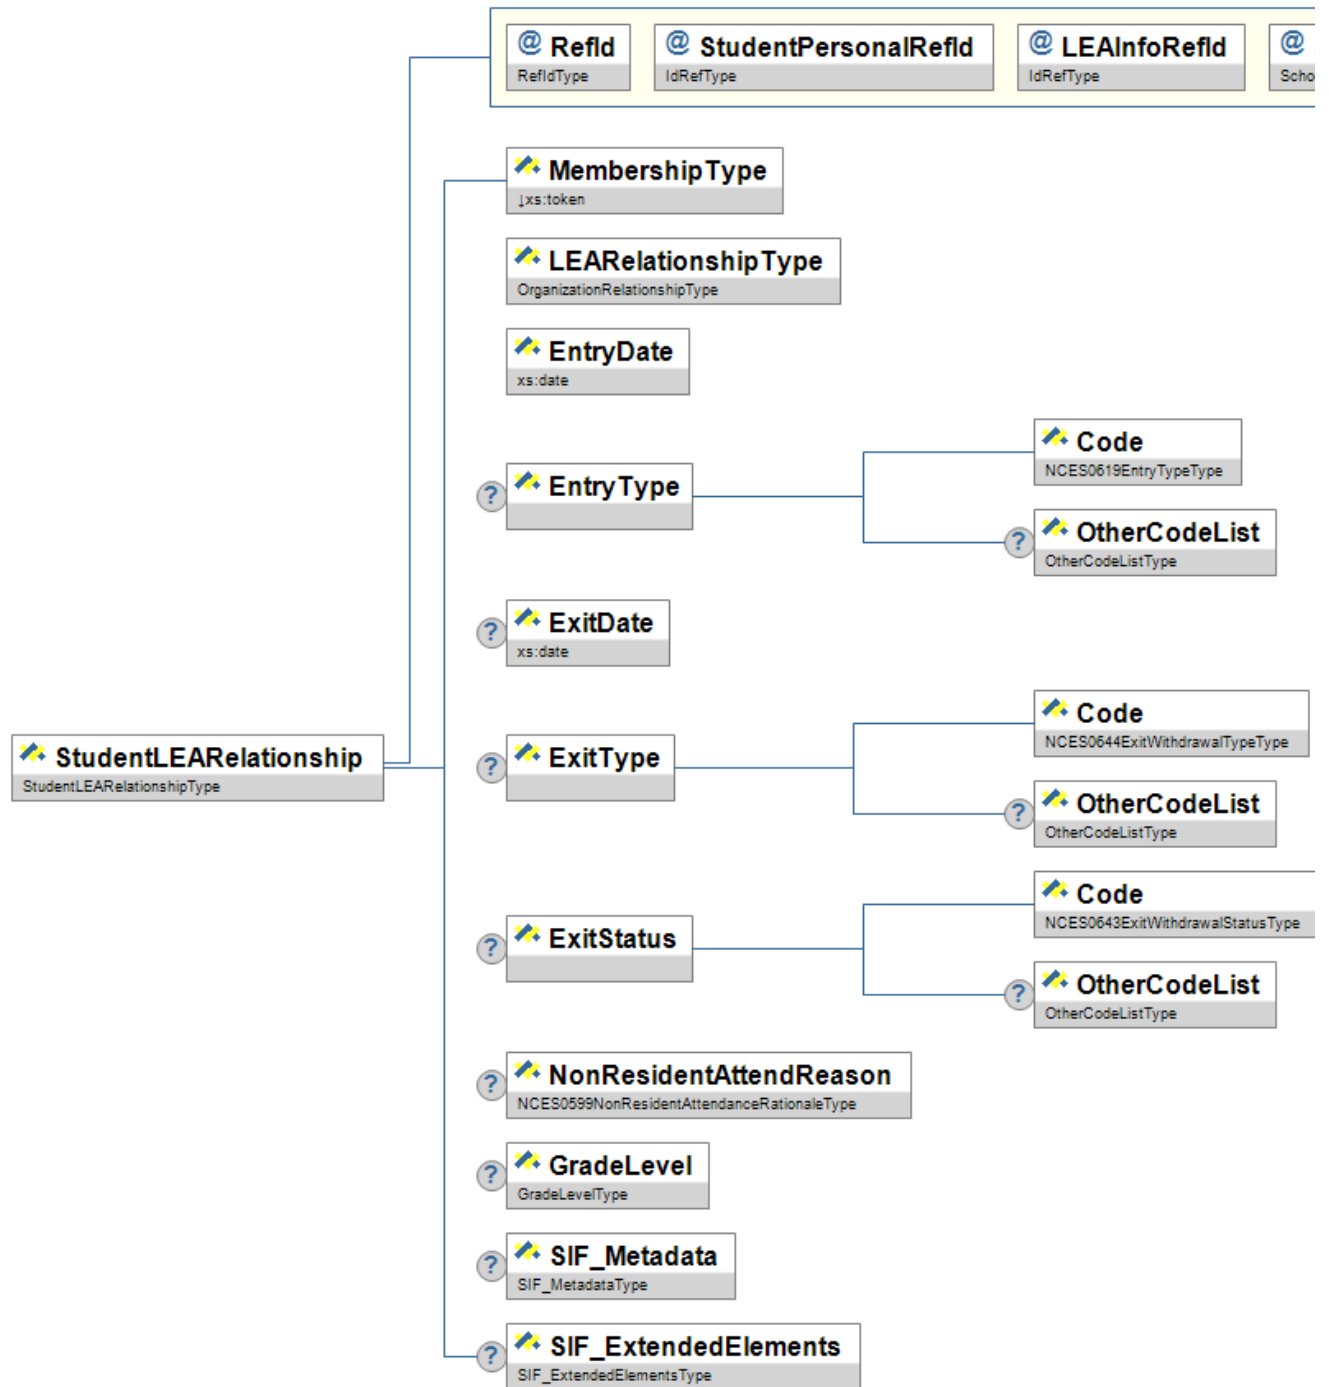 @ RefId
RefIdType
@ StudentPersonalRefId
IdRefType
@ LEAInfoRefId
IdRefType
@
Scho
MembershipType
↓xs:token
LEARelationshipType
OrganizationRelationshipType
EntryDate
xs:date
? EntryType
Code
NCES0619EntryTypeType
? OtherCodeList
OtherCodeListType
? ExitDate
xs:date
StudentLEARelationship
StudentLEARelationshipType
? ExitType
Code
NCES0644ExitWithdrawalTypeType
? OtherCodeList
OtherCodeListType
? ExitStatus
Code
NCES0643ExitWithdrawalStatusType
? OtherCodeList
OtherCodeListType
? NonResidentAttendReason
NCES0599NonResidentAttendanceRationaleType
? GradeLevel
GradeLevelType
? SIF_Metadata
SIF_MetadataType
? SIF_ExtendedElements
SIF_ExtendedElementsType